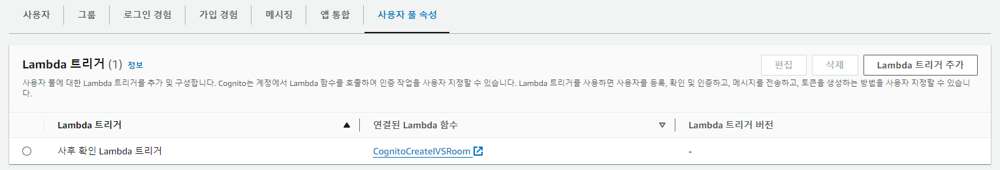 사용자 그룹 로그인 경험 가입 경험 메시징 앱 통합 사용자 풀 속성
Lambda 트리거 (1) 정보 편집 삭제 Lambda 트리거 추가
사용자 풀에 대한 Lambda 트리거를 추가 및 구성합니다. Cognito는 계정에서 Lambda 함수를 호출하여 인증 작업을 사용자 지정할 수 있습니다. Lambda 트리거를 사용하면 사용자를 등록, 확인 및 인증하고, 메시지를 전송하고, 토큰을 생성하는 방법을 사용자 지정할 수 있습니
다.
Lambda 트리거 연결된 Lambda 함수 Lambda 트리거 버전
사후 확인 Lambda 트리거 CognitoCreateIVSRoom -